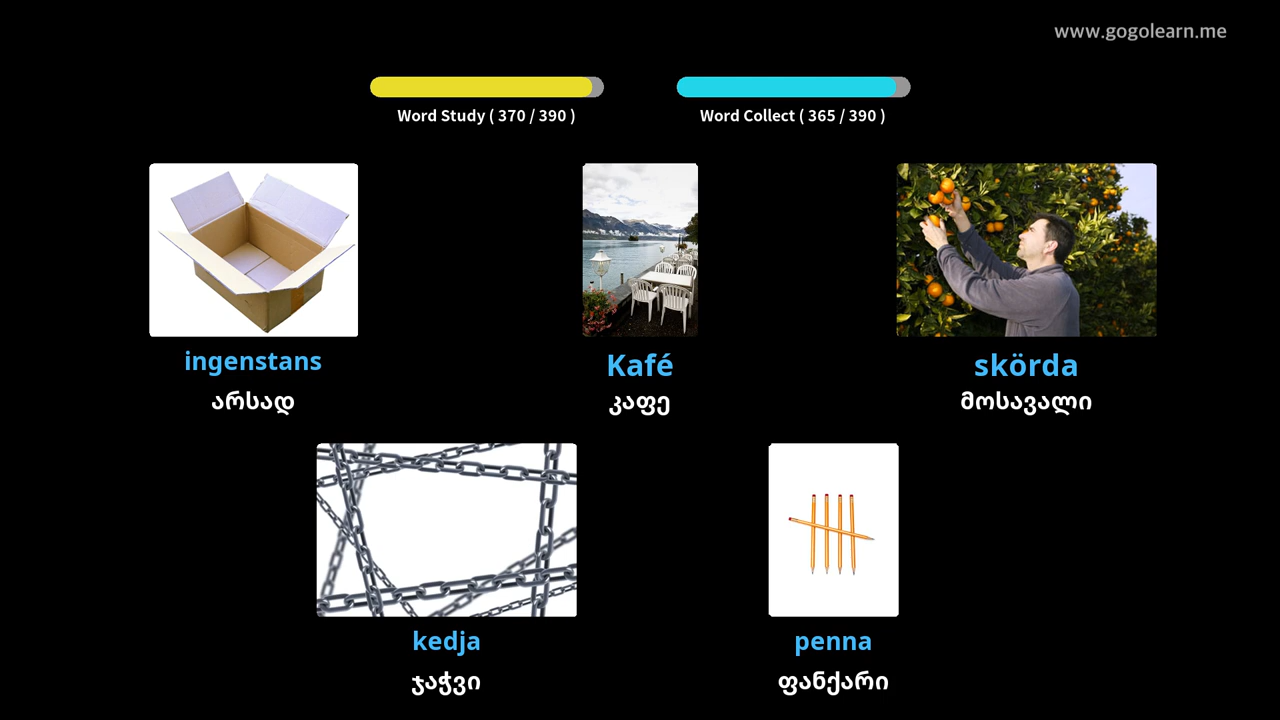 www.gogolearn.me
Word Study ( 370 / 390 )
Word Collect ( 365 / 390 )
ingenstans
არსად
Kafé
კაფე
skörda
მოსავალი
kedja
ჯაჭვი
penna
ფანქარი